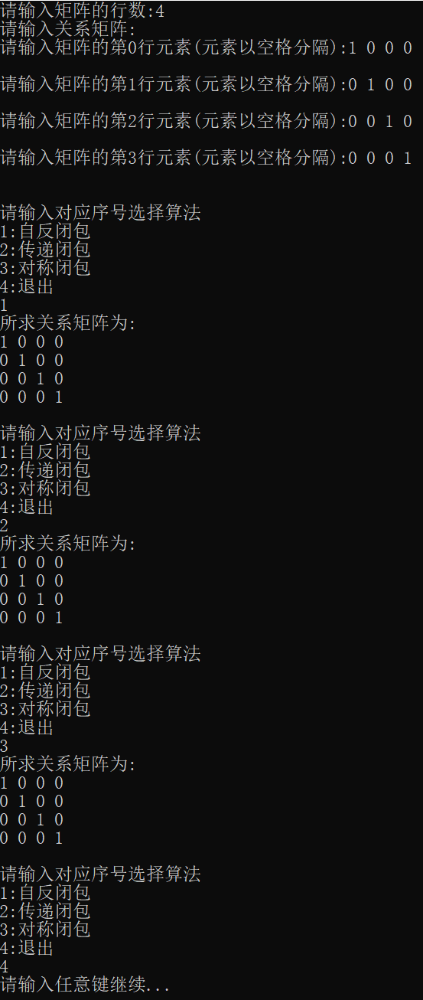 请输入矩阵的行数:4
请输入关系矩阵:
请输入矩阵的第0行元素(元素以空格分隔):1 0 0 0
请输入矩阵的第1行元素(元素以空格分隔):0 1 0 0
请输入矩阵的第2行元素(元素以空格分隔):0 0 1 0
请输入矩阵的第3行元素(元素以空格分隔):0 0 0 1
请输入对应序号选择算法
1:自反闭包
2:传递闭包
3:对称闭包
4:退出
1
所求关系矩阵为:
1 0 0 0
0 1 0 0
0 0 1 0
0 0 0 1
请输入对应序号选择算法
1:自反闭包
2:传递闭包
3:对称闭包
4:退出
2
所求关系矩阵为:
1 0 0 0
0 1 0 0
0 0 1 0
0 0 0 1
请输入对应序号选择算法
1:自反闭包
2:传递闭包
3:对称闭包
4:退出
3
所求关系矩阵为:
1 0 0 0
0 1 0 0
0 0 1 0
0 0 0 1
请输入对应序号选择算法
1:自反闭包
2:传递闭包
3:对称闭包
4:退出
4
请输入任意键继续...